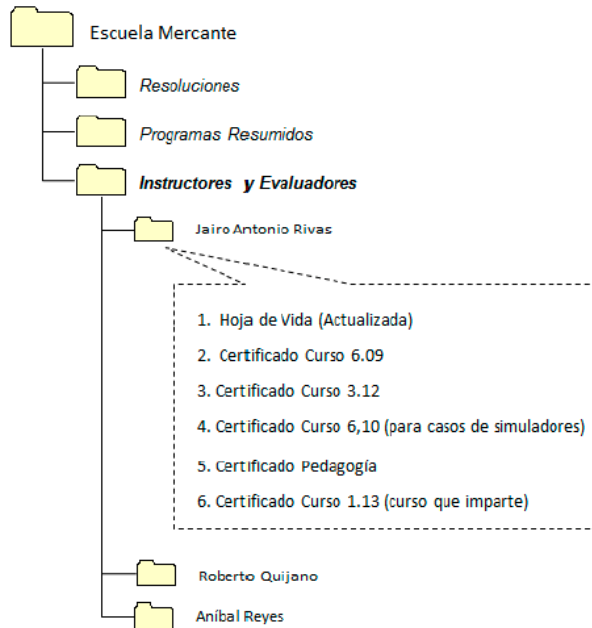 Escuela Mercante
Resoluciones
Programas Resumidos
Instructores y Evaluadores
Jairo Antonio Rivas
1. Hoja de Vida (Actualizada)
2. Certificado Curso 6.09
3. Certificado Curso 3.12
4. Certificado Curso 6,10 (para casos de simuladores)
5. Certificado Pedagogía
6. Certificado Curso 1.13 (curso que imparte)
Roberto Quijano
Aníbal Reyes